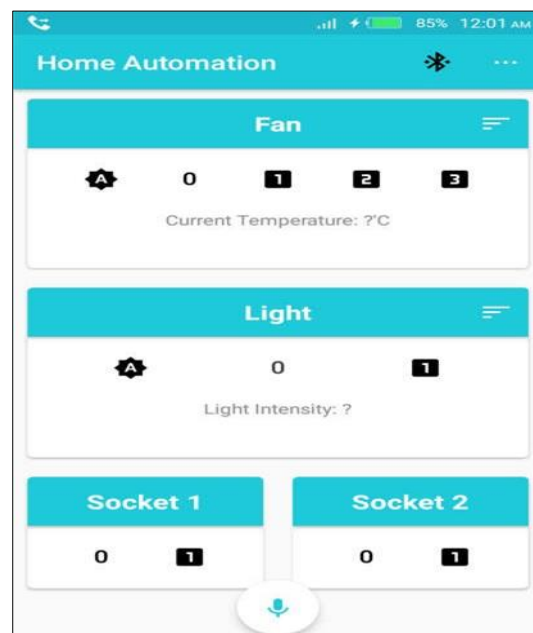 85% 12:01 AM
Home Automation
Fan
A 0 1 2 3
Current Temperature: ?'C
Light
A 0 1
Light Intensity: ?
Socket 1 Socket 2
0 1 0 1